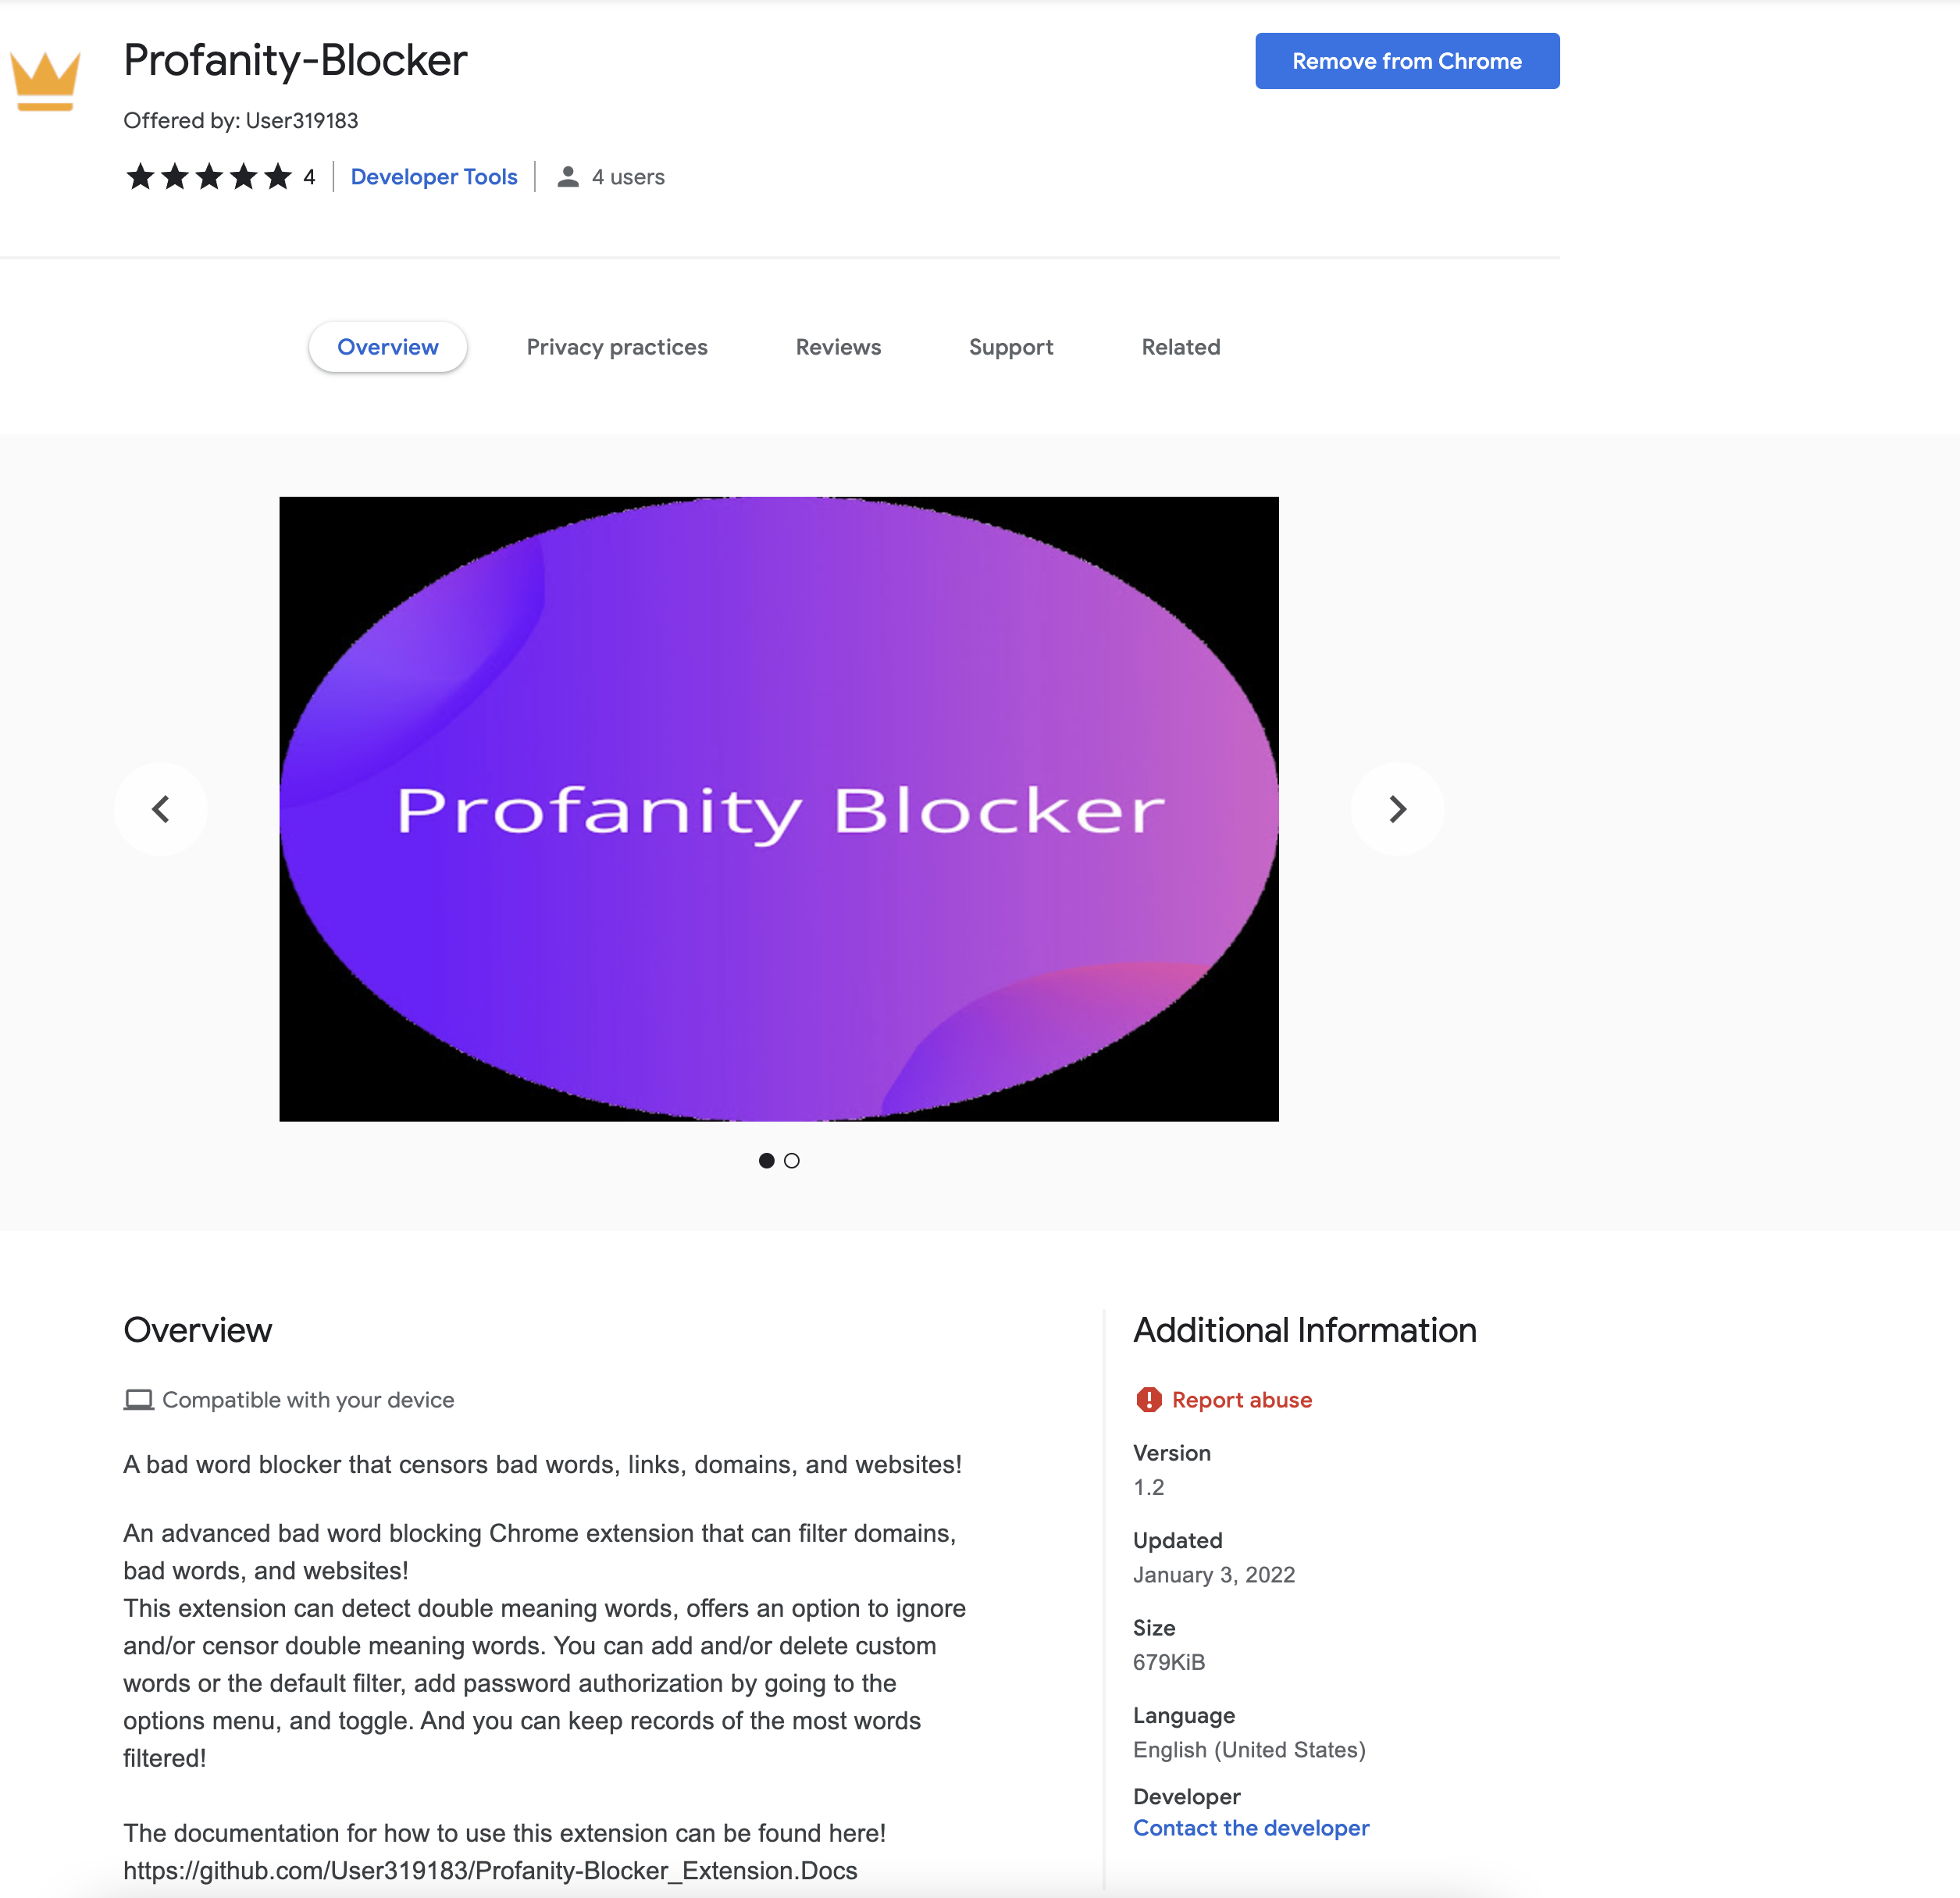 Profanity-Blocker
Remove from Chrome
Offered by: User319183
4
Developer Tools
4 users
Overview
Privacy practices
Reviews
Support
Related
Profanity Blocker
Overview
Compatible with your device
A bad word blocker that censors bad words, links, domains, and websites!
An advanced bad word blocking Chrome extension that can filter domains,
bad words, and websites!
This extension can detect double meaning words, offers an option to ignore
and/or censor double meaning words. You can add and/or delete custom
words or the default filter, add password authorization by going to the
options menu, and toggle. And you can keep records of the most words
filtered!
The documentation for how to use this extension can be found here!
https://github.com/User319183/Profanity-Blocker_Extension.Docs
Additional Information
Report abuse
Version
1.2
Updated
January 3, 2022
Size
679KiB
Language
English (United States)
Developer
Contact the developer